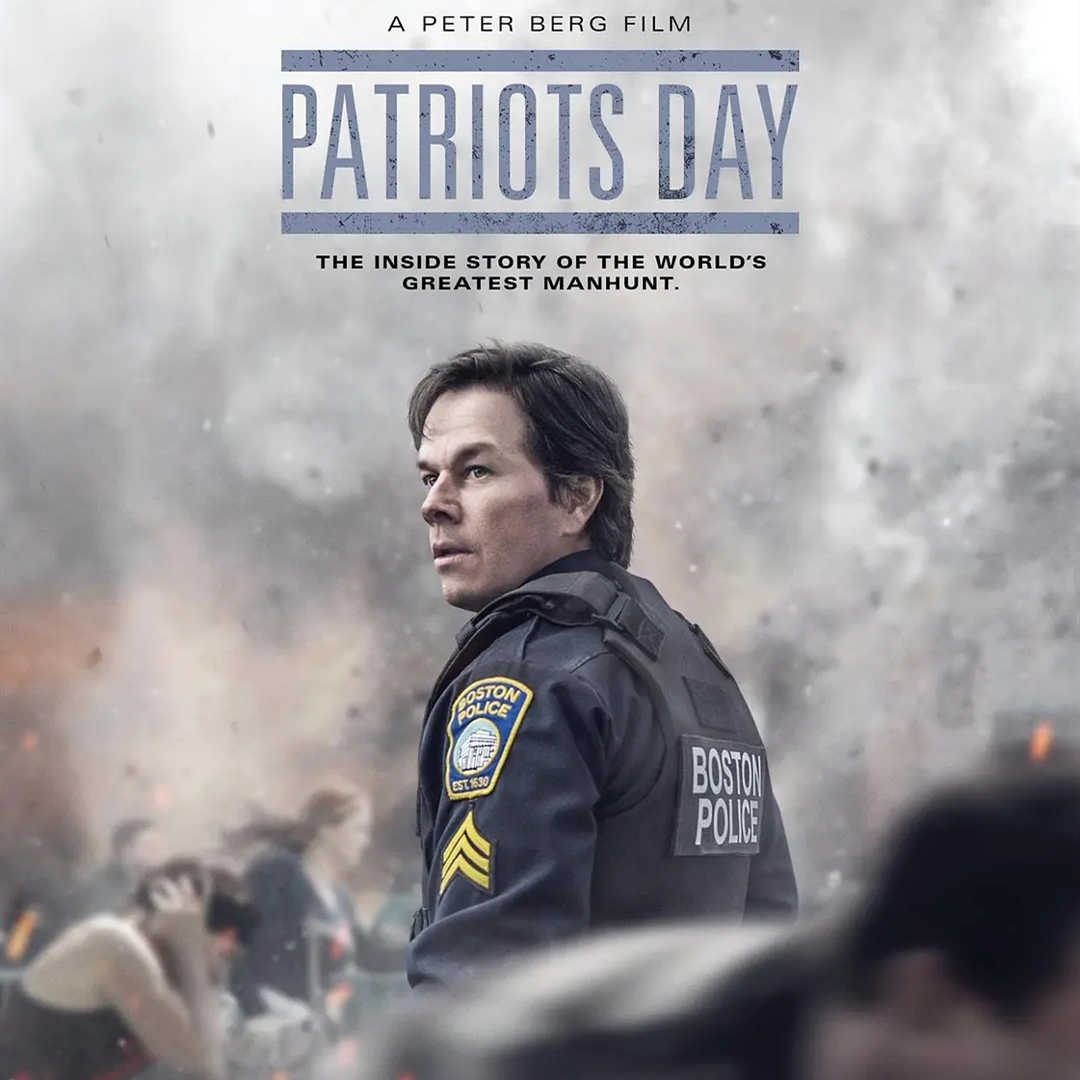 A PETER BERG FILM
PATRIOTS DAY
THE INSIDE STORY OF THE WORLD'S
GREATEST MANHUNT.
BOSTON
POLICE
EST. 1630
BOSTON
POLICE